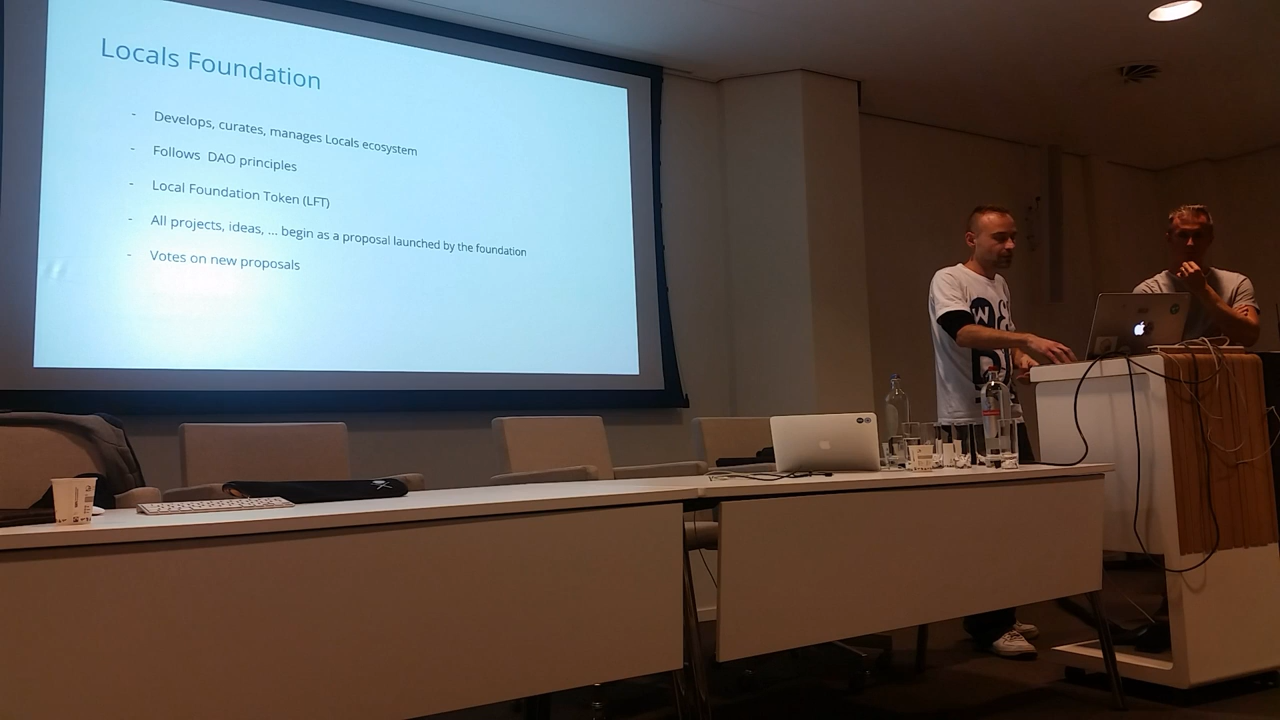 Locals Foundation
- Develops, curates, manages Locals ecosystem
- Follows DAO principles
- Local Foundation Token (LFT)
- All projects, ideas, ... begin as a proposal launched by the foundation
- Votes on new proposals